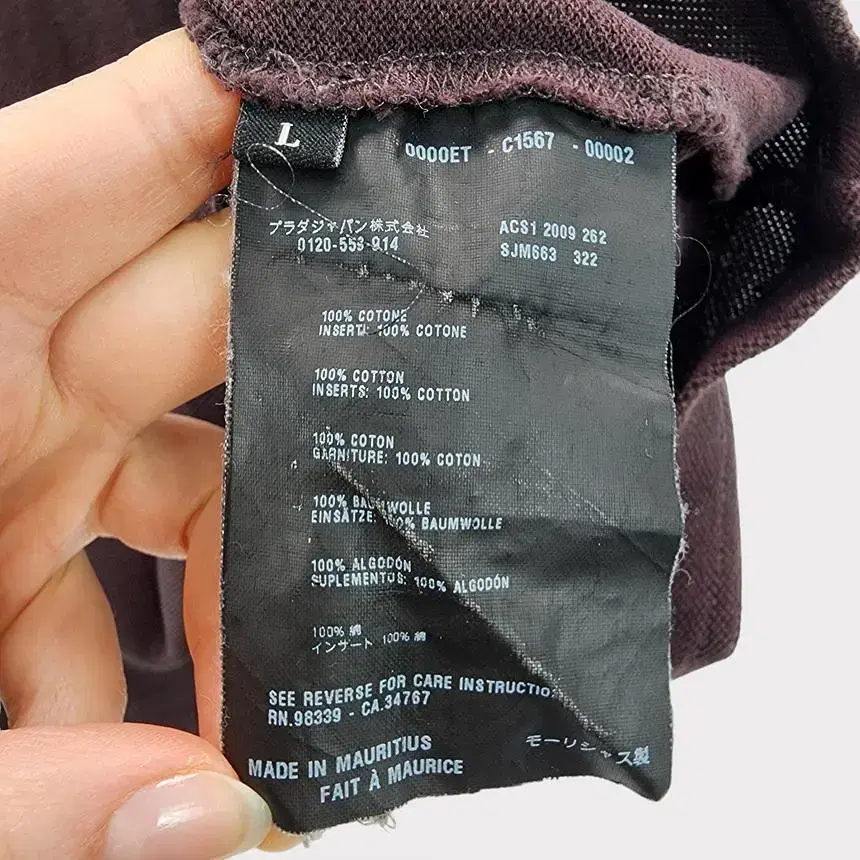 L
0000ET - C1567 - 00002
プラダジャパン株式会社
0120-553-914
ACS1 2009 262
SJM663 322
100% COTONE
INSERTI: 100% COTONE
100% COTTON
INSERTS: 100% COTTON
100% COTON
GARNITURE: 100% COTON
100% BAUMWOLLE
EINSÄTZE: 100% BAUMWOLLE
100% ALGODÓN
SUPLEMENTOS: 100% ALGODÓN
100% 綿
インサート 100% 綿
SEE REVERSE FOR CARE INSTRUCTIO
RN.98339 - CA.34767
MADE IN MAURITIUS
FAIT À MAURICE
モーリシャス製